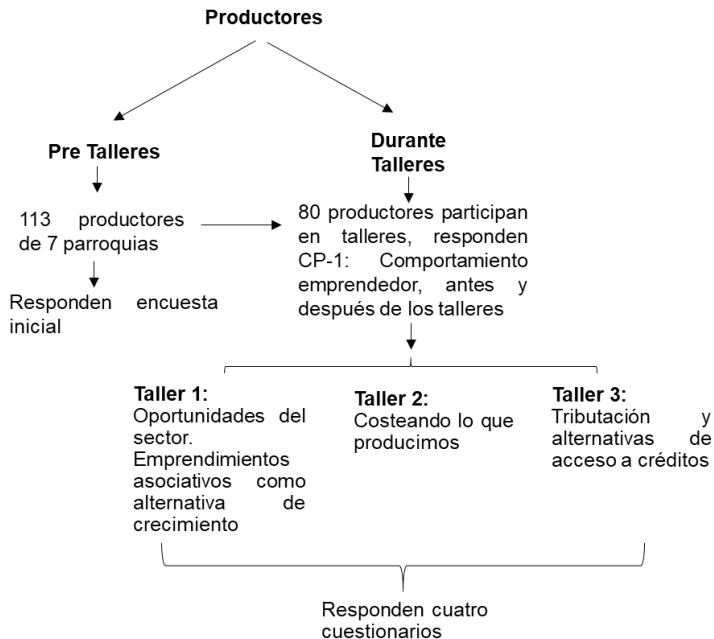 Productores
Pre Talleres
113 productores
de 7 parroquias
Responden encuesta
inicial
Durante
Talleres
80 productores participan
en talleres, responden
CP-1: Comportamiento
emprendedor, antes y
después de los talleres
Taller 1:
Oportunidades del
sector.
Emprendimientos
asociativos como
alternativa de
crecimiento
Taller 2:
Costeando lo que
producimos
Taller 3:
Tributación y
alternativas de
acceso a créditos
Responden cuatro
cuestionarios